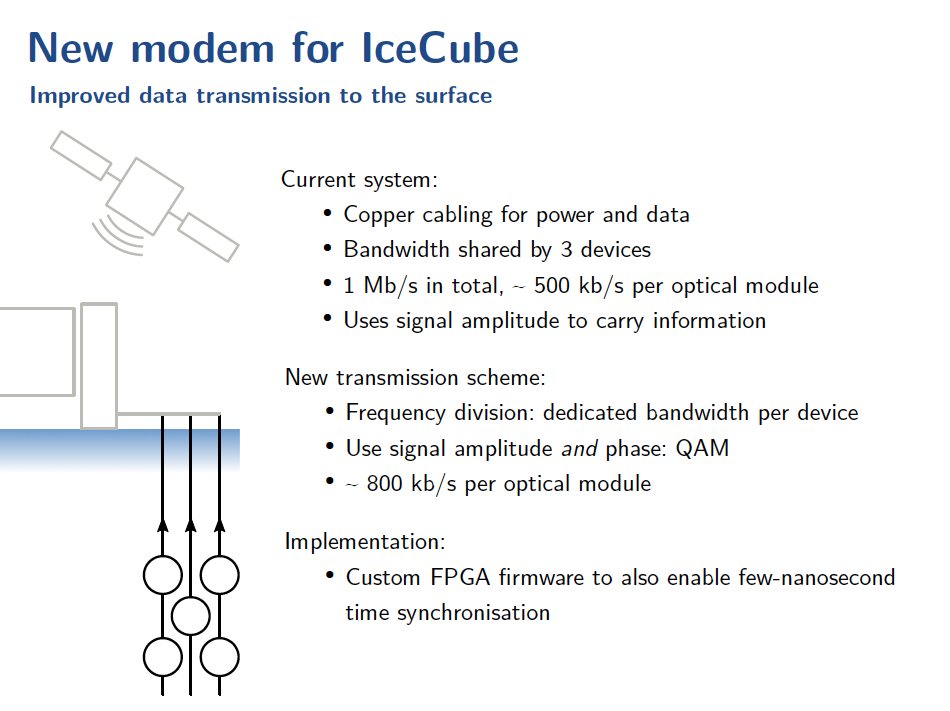 New modem for IceCube
Improved data transmission to the surface
Current system:
• Copper cabling for power and data
• Bandwidth shared by 3 devices
• 1 Mb/s in total, ~ 500 kb/s per optical module
• Uses signal amplitude to carry information
New transmission scheme:
• Frequency division: dedicated bandwidth per device
• Use signal amplitude and phase: QAM
• ~ 800 kb/s per optical module
Implementation:
• Custom FPGA firmware to also enable few-nanosecond
time synchronisation